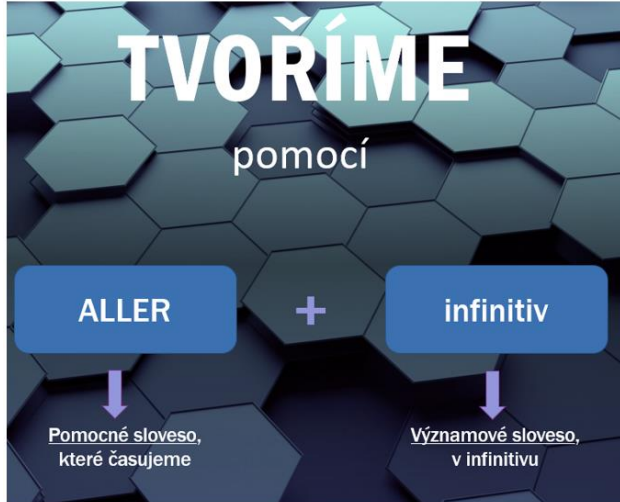 TVOŘÍME
pomocí
ALLER + infinitiv
Pomocné sloveso,
které časujeme
Významové sloveso,
v infinitivu